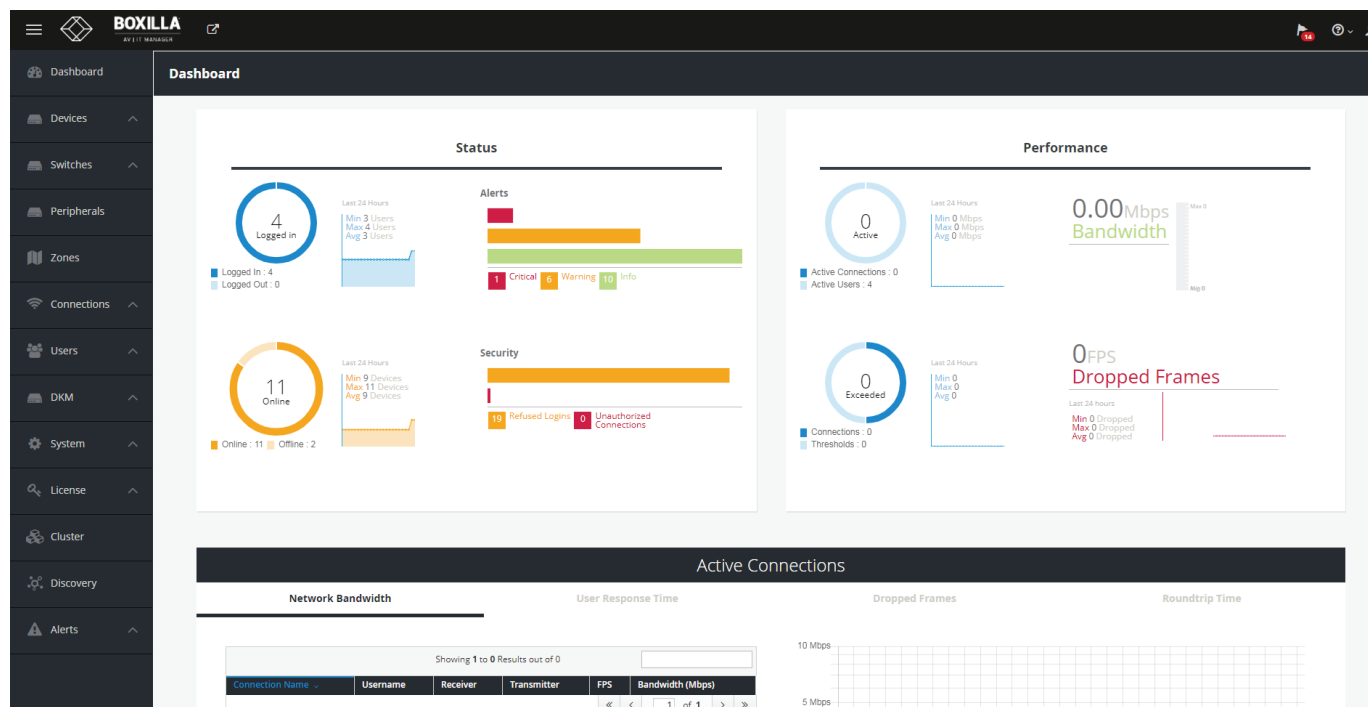 BOXILLA
AV | IT MANAGER
14
Dashboard
Devices
Switches
Peripherals
Zones
Connections
Users
DKM
System
License
Cluster
Discovery
Alerts
Dashboard
Status
4
Logged in
Logged In : 4
Logged Out : 0
Last 24 Hours
Min 3 Users
Max 4 Users
Avg 3 Users
Alerts
1 Critical 6 Warning 10 Info
11
Online
Online : 11 Offline : 2
Last 24 Hours
Min 9 Devices
Max 11 Devices
Avg 9 Devices
Security
19 Refused Logins 0 Unauthorized
Connections
Performance
0
Active
Active Connections : 0
Active Users : 4
Last 24 Hours
Min 0 Mbps
Max 0 Mbps
Avg 0 Mbps
0.00Mbps
Bandwidth
Max 0
0
Exceeded
Connections : 0
Thresholds : 0
Last 24 Hours
Min 0
Max 0
Avg 0
0FPS
Dropped Frames
Last 24 hours
Min 0 Dropped
Max 0 Dropped
Avg 0 Dropped
Active Connections
Network Bandwidth User Response Time Dropped Frames Roundtrip Time
Showing 1 to 0 Results out of 0
Connection Name Username Receiver Transmitter FPS Bandwidth (Mbps)
« < 1 of 1 > »
10 Mbps
5 Mbps